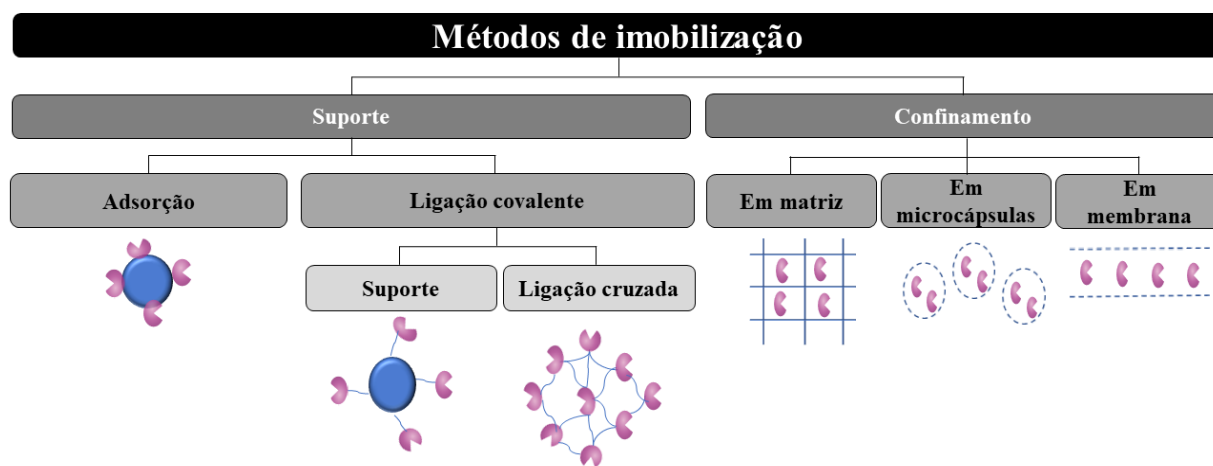 Métodos de imobilização
Suporte
Confinamento
Adsorção
Ligação covalente
Em matriz
Em
microcápsulas
Em
membrana
Suporte
Ligação cruzada